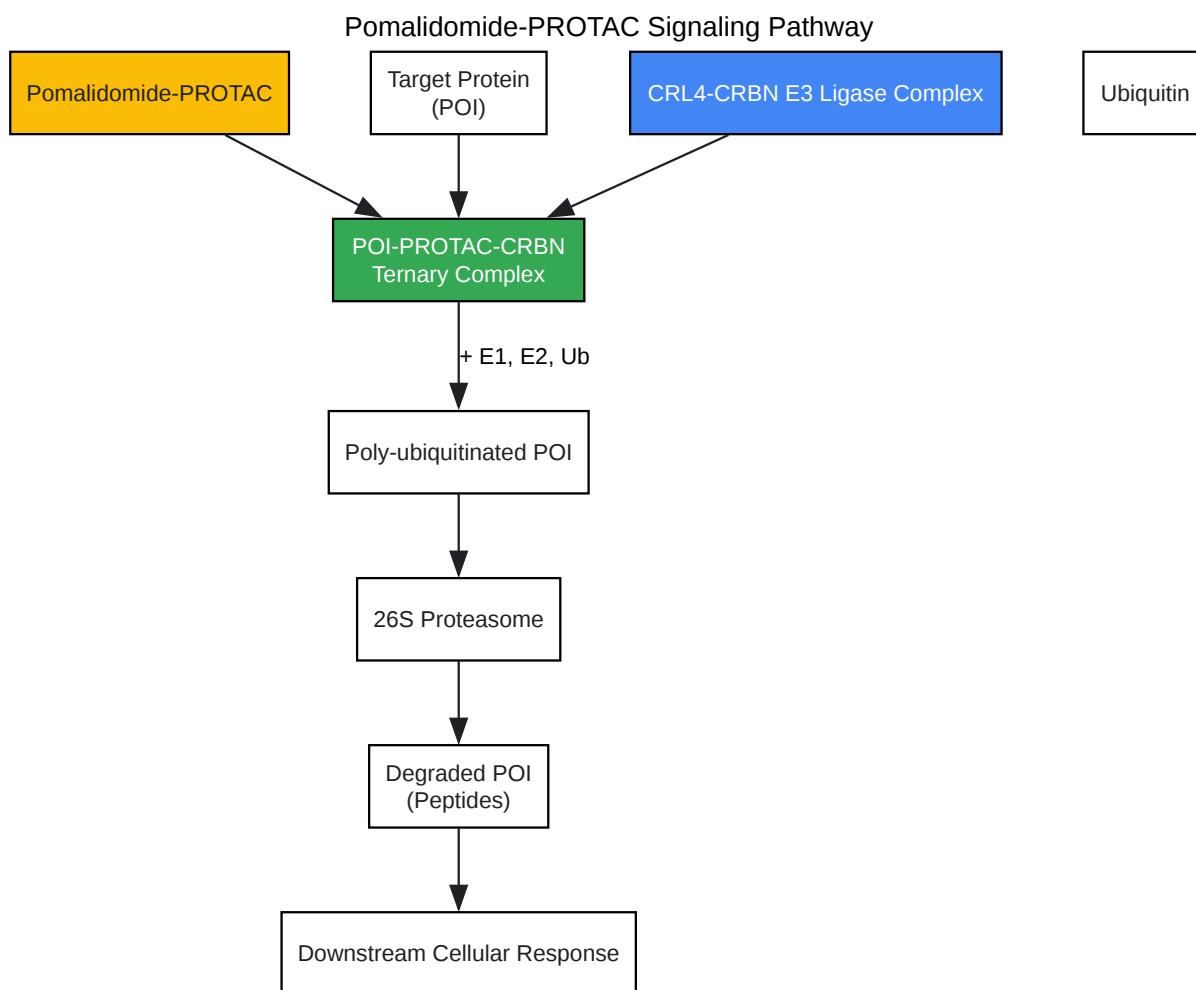 Pomalidomide-PROTAC Signaling Pathway
Pomalidomide-PROTAC
Target Protein
(POI)
CRL4-CRBN E3 Ligase Complex
Ubiquitin
POI-PROTAC-CRBN
Ternary Complex
+ E1, E2, Ub
Poly-ubiquitinated POI
26S Proteasome
Degraded POI
(Peptides)
Downstream Cellular Response